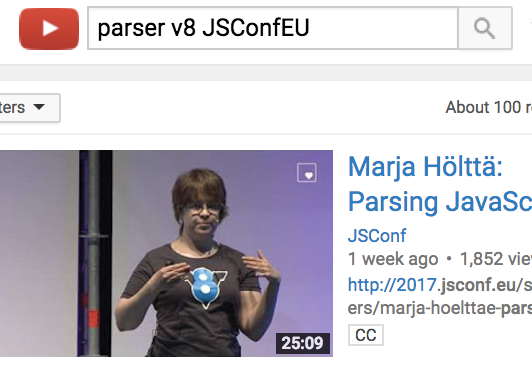 parser v8 JSConfEU
ters
About 100 r
Marja Hölttä:
Parsing JavaSc
JSConf
1 week ago • 1,852 vie
http://2017.jsconf.eu/s
ers/marja-hoelttae-pars
25:09
CC